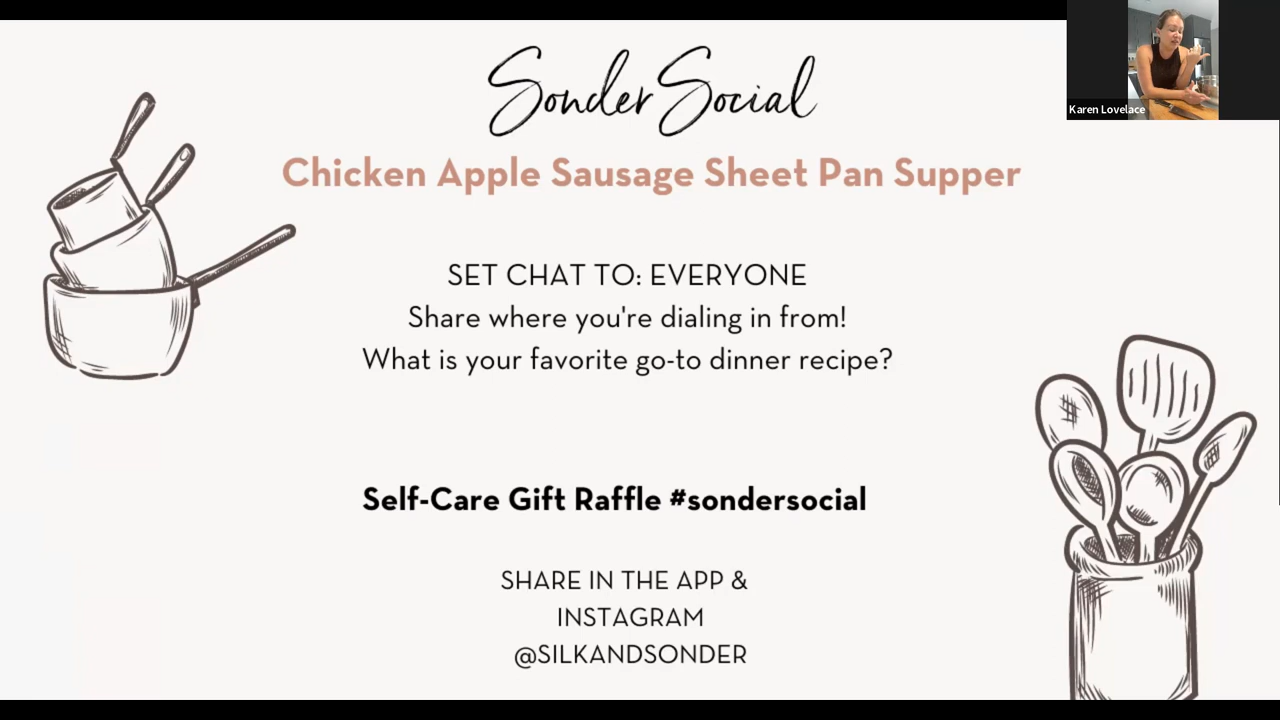 Sonder Social
Karen Lovelace
Chicken Apple Sausage Sheet Pan Supper
SET CHAT TO: EVERYONE
Share where you're dialing in from!
What is your favorite go-to dinner recipe?
Self-Care Gift Raffle #sondersocial
SHARE IN THE APP &
INSTAGRAM
@SILKANDSONDER